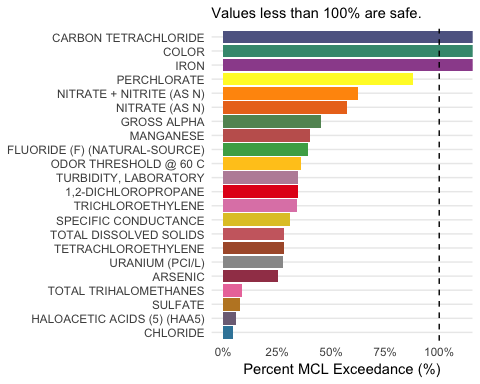 Values less than 100% are safe.
CARBON TETRACHLORIDE
COLOR
IRON
PERCHLORATE
NITRATE + NITRITE (AS N)
NITRATE (AS N)
GROSS ALPHA
MANGANESE
FLUORIDE (F) (NATURAL-SOURCE)
ODOR THRESHOLD @ 60 C
TURBIDITY, LABORATORY
1,2-DICHLOROPROPANE
TRICHLOROETHYLENE
SPECIFIC CONDUCTANCE
TOTAL DISSOLVED SOLIDS
TETRACHLOROETHYLENE
URANIUM (PCI/L)
ARSENIC
TOTAL TRIHALOMETHANES
SULFATE
HALOACETIC ACIDS (5) (HAA5)
CHLORIDE
0% 25% 50% 75% 100%
Percent MCL Exceedance (%)